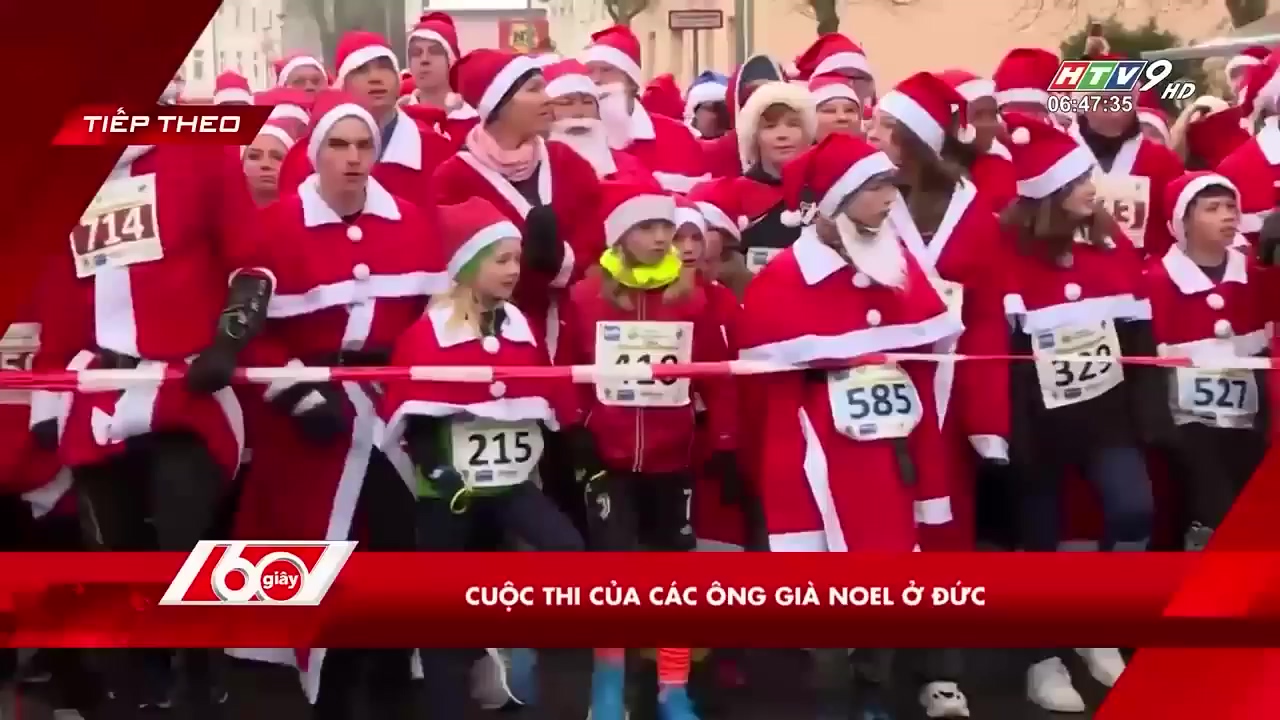 HTV9 HD
06:47:35
TIẾP THEO
714
215
585
329
527
60 giây
CUỘC THI CỦA CÁC ÔNG GIÀ NOEL Ở ĐỨC